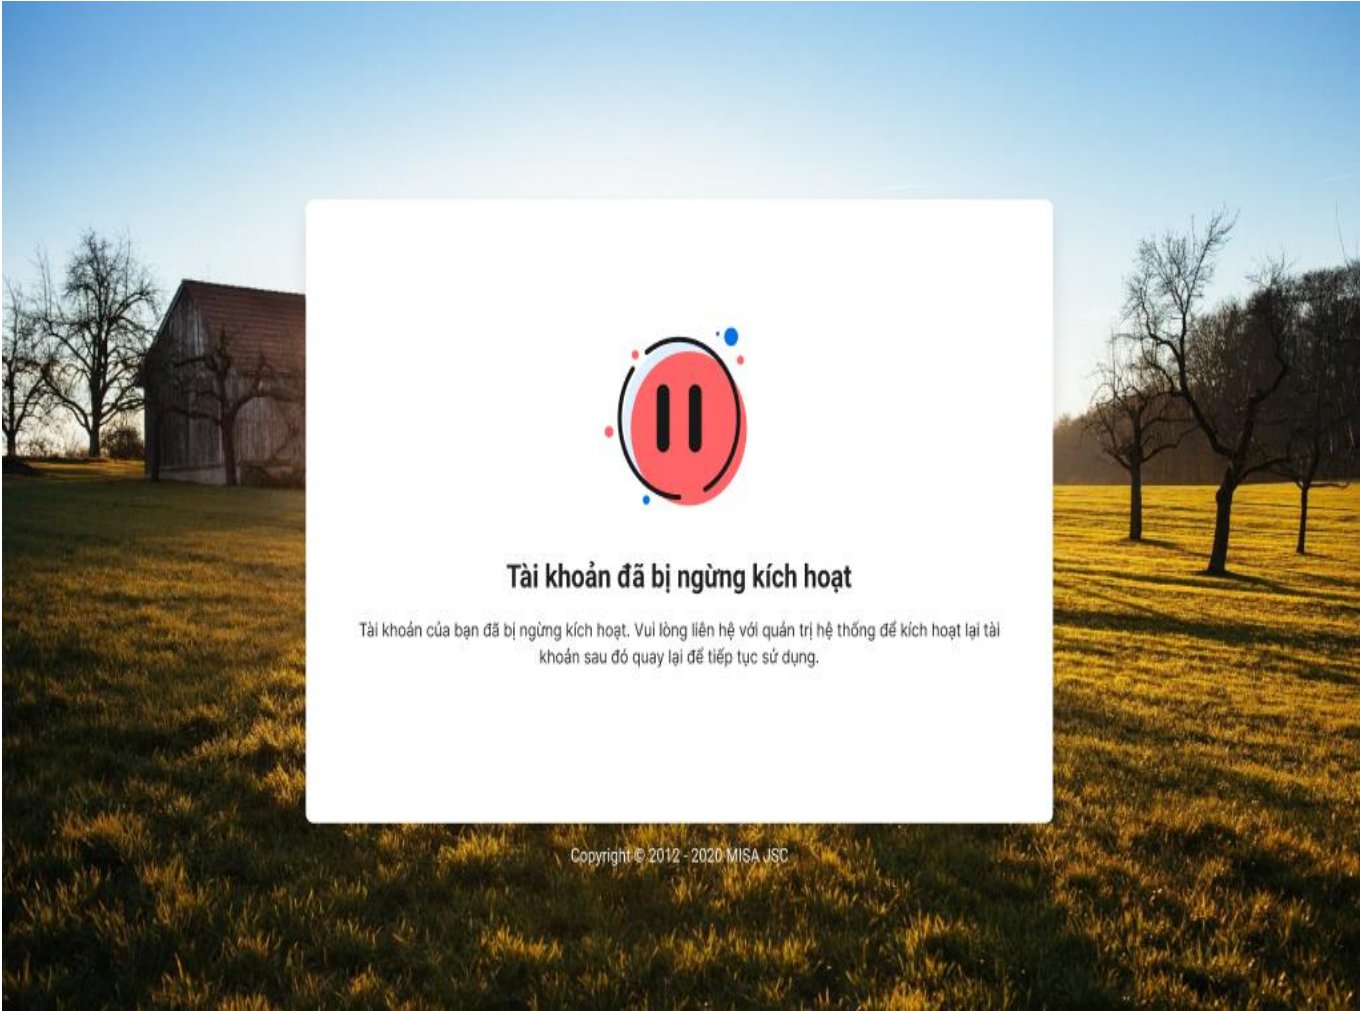 Tài khoản đã bị ngừng kích hoạt
Tài khoản của bạn đã bị ngừng kích hoạt. Vui lòng liên hệ với quản trị hệ thống để kích hoạt lại tài
khoản sau đó quay lại để tiếp tục sử dụng.
Copyright © 2012 - 2020 MISA JSC